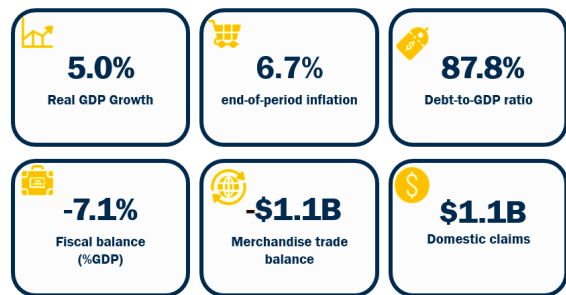 5.0%
Real GDP Growth
6.7%
end-of-period inflation
87.8%
Debt-to-GDP ratio
-7.1%
Fiscal balance
(%GDP)
-$1.1B
Merchandise trade
balance
$1.1B
Domestic claims